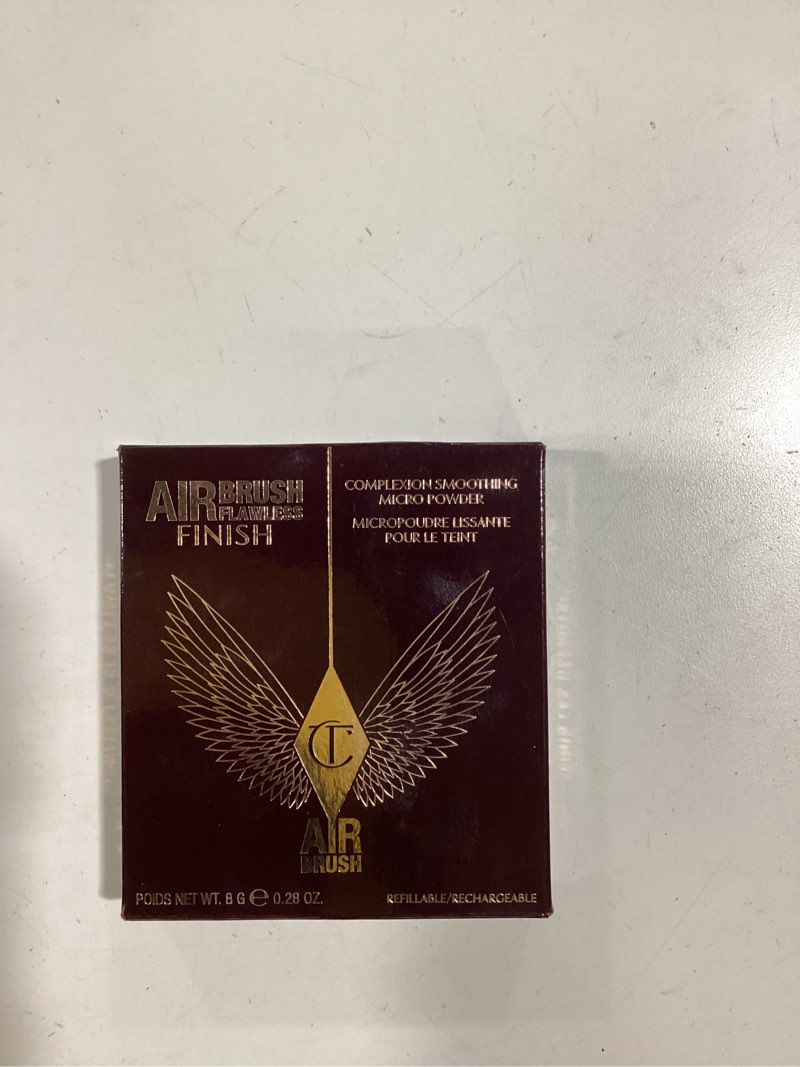 AIRBRUSH
FLAWLESS
FINISH
COMPLEXION SMOOTHING
MICRO POWDER
MICROPOUDRE LISSANTE
POUR LE TEINT
CT
AIR
BRUSH
POIDS NET WT. 8 G ℮ 0.28 OZ.
REFILLABLE/RECHARGEABLE